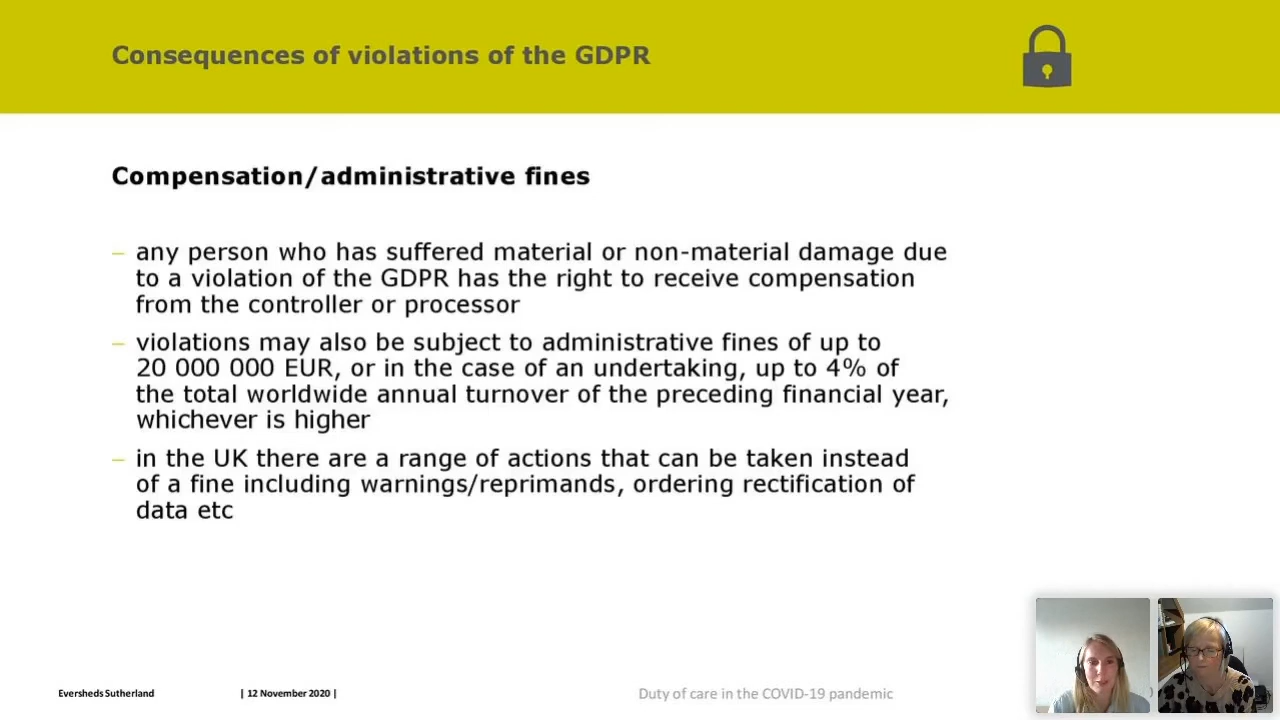 Consequences of violations of the GDPR
Compensation/administrative fines
– any person who has suffered material or non-material damage due
to a violation of the GDPR has the right to receive compensation
from the controller or processor
– violations may also be subject to administrative fines of up to
20 000 000 EUR, or in the case of an undertaking, up to 4% of
the total worldwide annual turnover of the preceding financial year,
whichever is higher
– in the UK there are a range of actions that can be taken instead
of a fine including warnings/reprimands, ordering rectification of
data etc
Eversheds Sutherland | 12 November 2020 | Duty of care in the COVID-19 pandemic